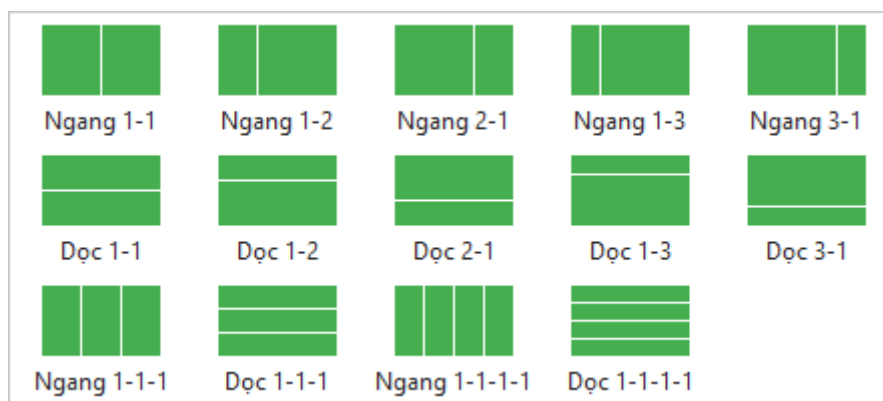 Ngang 1-1 Ngang 1-2 Ngang 2-1 Ngang 1-3 Ngang 3-1
Dọc 1-1 Dọc 1-2 Dọc 2-1 Dọc 1-3 Dọc 3-1
Ngang 1-1-1 Dọc 1-1-1 Ngang 1-1-1-1 Dọc 1-1-1-1